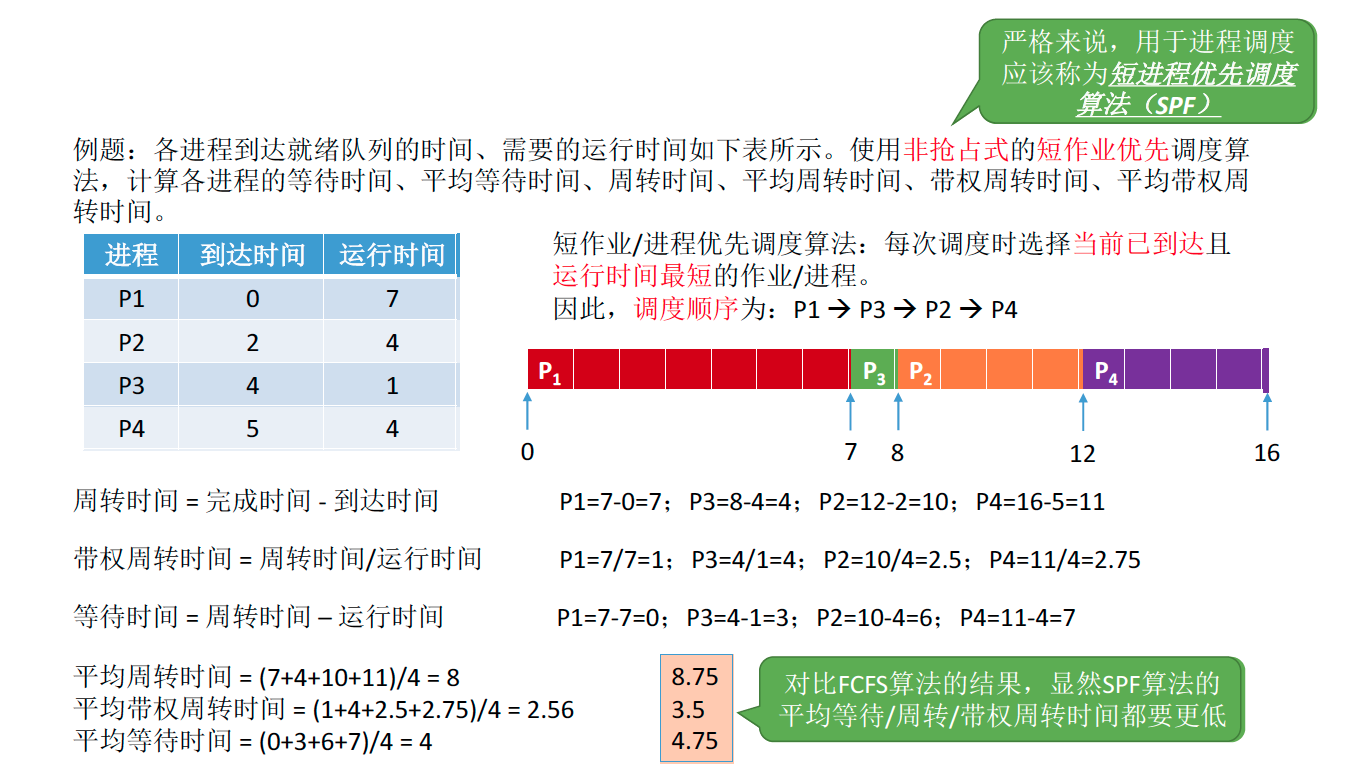 严格来说，用于进程调度
应该称为短进程优先调度
算法（SPF）
例题：各进程到达就绪队列的时间、需要的运行时间如下表所示。使用非抢占式的短作业优先调度算
法，计算各进程的等待时间、平均等待时间、周转时间、平均周转时间、带权周转时间、平均带权周
转时间。
进程 到达时间 运行时间
P1 0 7
P2 2 4
P3 4 1
P4 5 4
短作业/进程优先调度算法：每次调度时选择当前已到达且
运行时间最短的作业/进程。
因此，调度顺序为：P1 → P3 → P2 → P4
P1 P3 P2 P4
0 7 8 12 16
周转时间 = 完成时间 - 到达时间 P1=7-0=7；P3=8-4=4；P2=12-2=10；P4=16-5=11
带权周转时间 = 周转时间/运行时间 P1=7/7=1；P3=4/1=4；P2=10/4=2.5；P4=11/4=2.75
等待时间 = 周转时间 – 运行时间 P1=7-7=0；P3=4-1=3；P2=10-4=6；P4=11-4=7
平均周转时间 = (7+4+10+11)/4 = 8
平均带权周转时间 = (1+4+2.5+2.75)/4 = 2.56
平均等待时间 = (0+3+6+7)/4 = 4
8.75
3.5
4.75
对比FCFS算法的结果，显然SPF算法的
平均等待/周转/带权周转时间都要更低